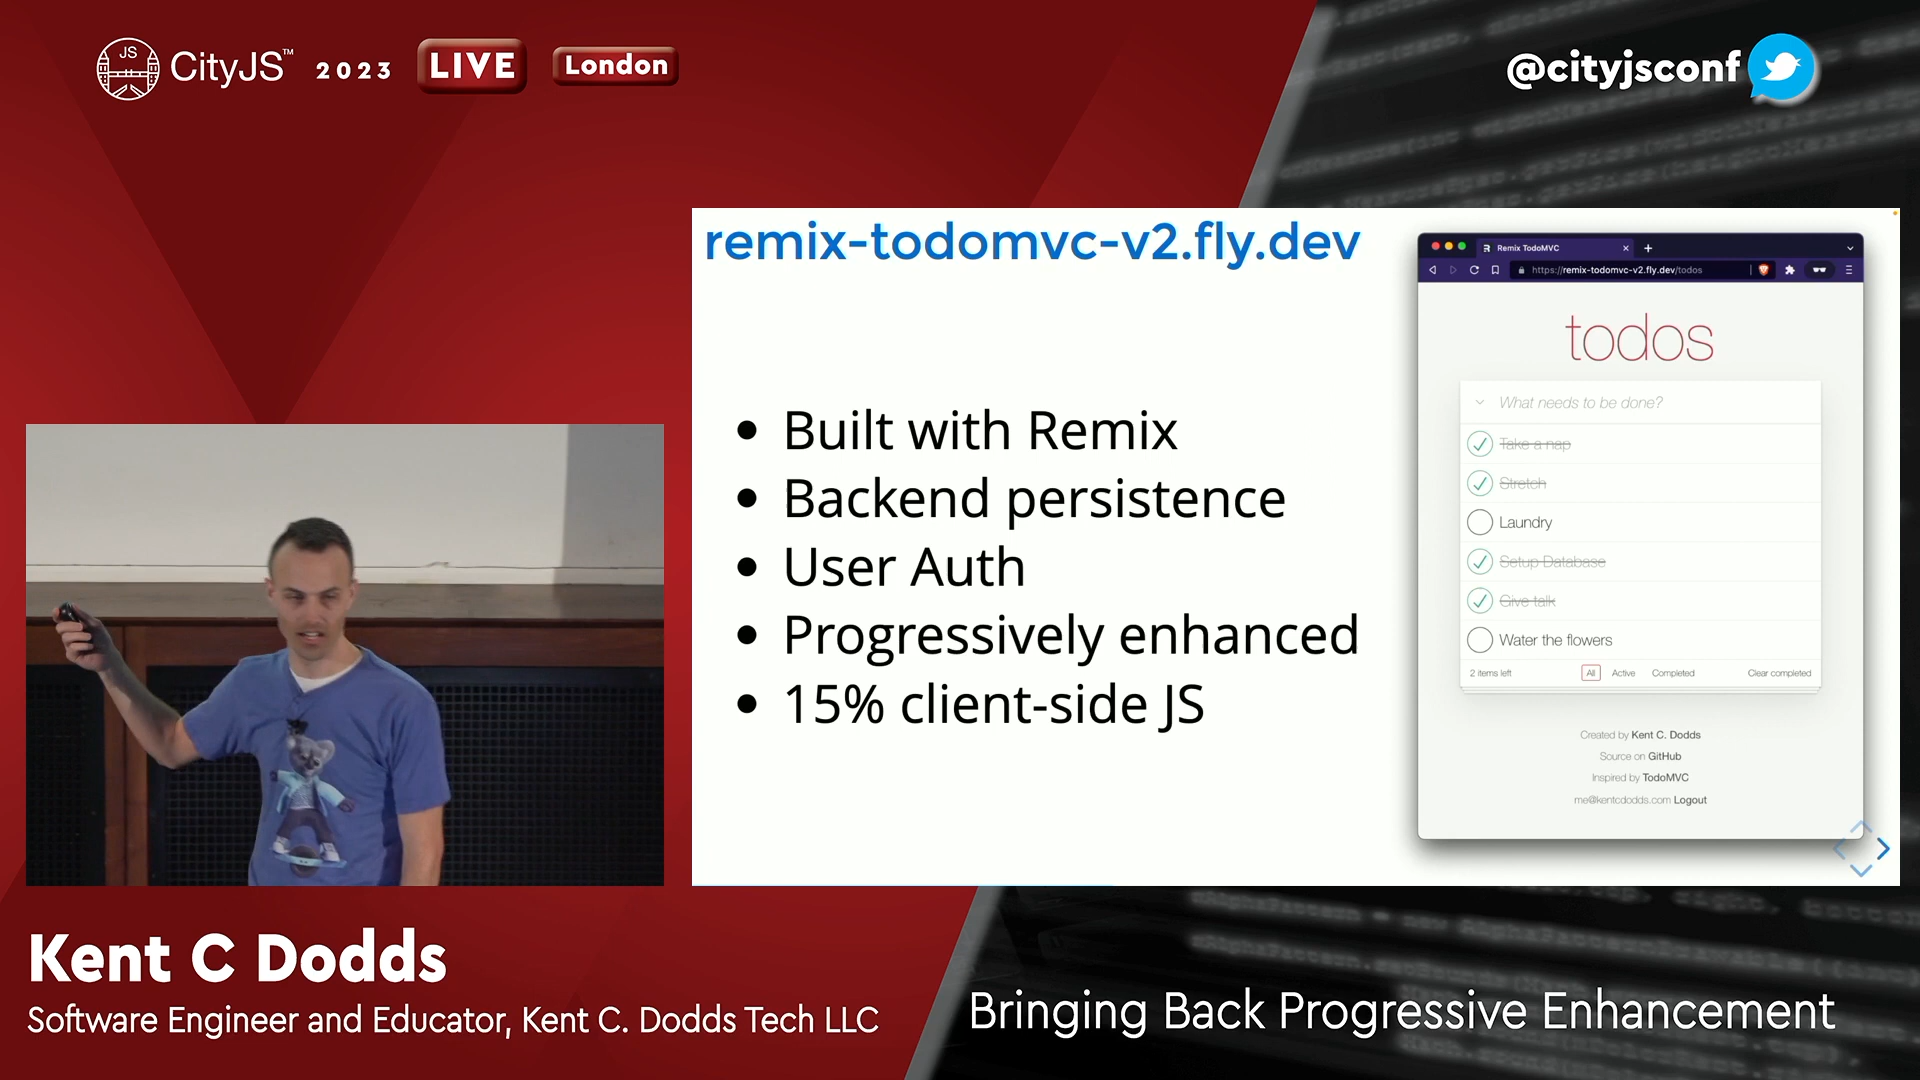 JS
CityJS™ 2023 LIVE London
@cityjsconf
remix-todomvc-v2.fly.dev
• Built with Remix
• Backend persistence
• User Auth
• Progressively enhanced
• 15% client-side JS
Remix TodoMVC
https://remix-todomvc-v2.fly.dev/todos
todos
What needs to be done?
Take a nap
Stretch
Laundry
Setup Database
Give talk
Water the flowers
2 items left All Active Completed Clear completed
Created by Kent C. Dodds
Source on GitHub
Inspired by TodoMVC
me@kentcdodds.com Logout
Kent C Dodds
Software Engineer and Educator, Kent C. Dodds Tech LLC
Bringing Back Progressive Enhancement